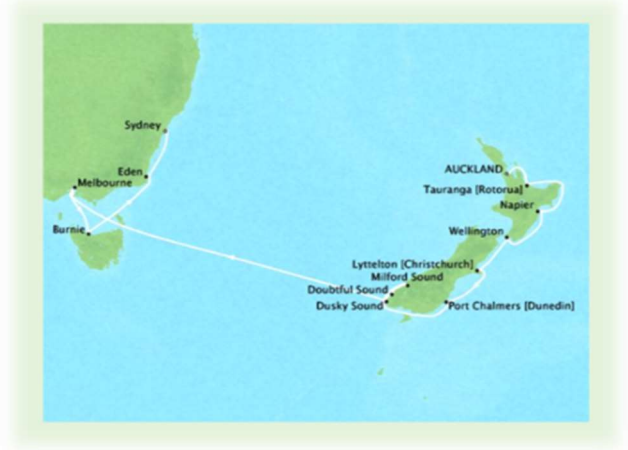 Sydney
Eden
Melbourne
Burnie
AUCKLAND
Tauranga [Rotorua]
Napier
Wellington
Lyttelton [Christchurch]
Milford Sound
Doubtful Sound
Dusky Sound
Port Chalmers [Dunedin]